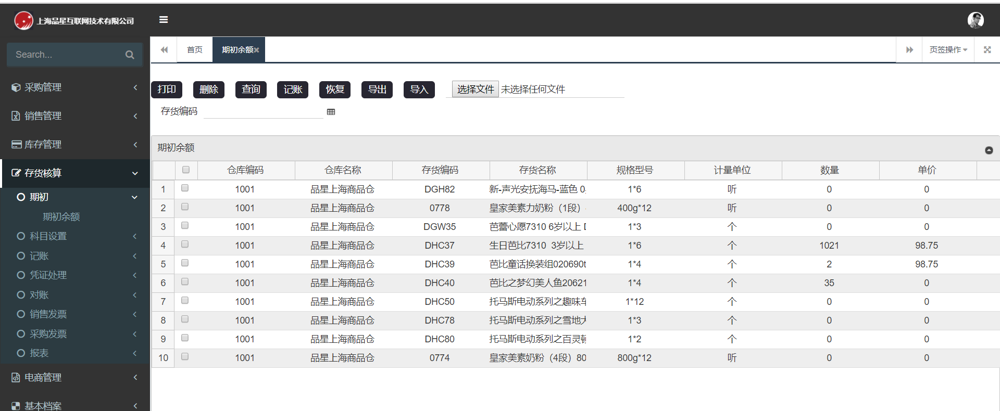 上海品星互联网技术有限公司
Search...
采购管理
销售管理
库存管理
存货核算
期初
期初余额
科目设置
记账
凭证处理
对账
销售发票
采购发票
报表
电商管理
基本档案
首页 期初余额 页签操作
打印 删除 查询 记账 恢复 导出 导入 选择文件 未选择任何文件
存货编码
期初余额
仓库编码 仓库名称 存货编码 存货名称 规格型号 计量单位 数量 单价
1 1001 品星上海商品仓 DGH82 新-声光安抚海马-蓝色 0 1*6 听 0 0
2 1001 品星上海商品仓 0778 皇家美素力奶粉（1段） 400g*12 听 0 0
3 1001 品星上海商品仓 DGW35 芭蕾心愿7310 6岁以上 1*3 个 0 0
4 1001 品星上海商品仓 DHC37 生日芭比7310 3岁以上 1*6 个 1021 98.75
5 1001 品星上海商品仓 DHC39 芭比童话换装组020690t 1*4 个 2 98.75
6 1001 品星上海商品仓 DHC40 芭比之梦幻美人鱼20621 1*4 个 35 0
7 1001 品星上海商品仓 DHC50 托马斯电动系列之趣味车 1*12 个 0 0
8 1001 品星上海商品仓 DHC78 托马斯电动系列之雪地大 1*3 个 0 0
9 1001 品星上海商品仓 DHC80 托马斯电动系列之百灵顿 1*2 个 0 0
10 1001 品星上海商品仓 0774 皇家美素奶粉（4段）80 800g*12 听 0 0